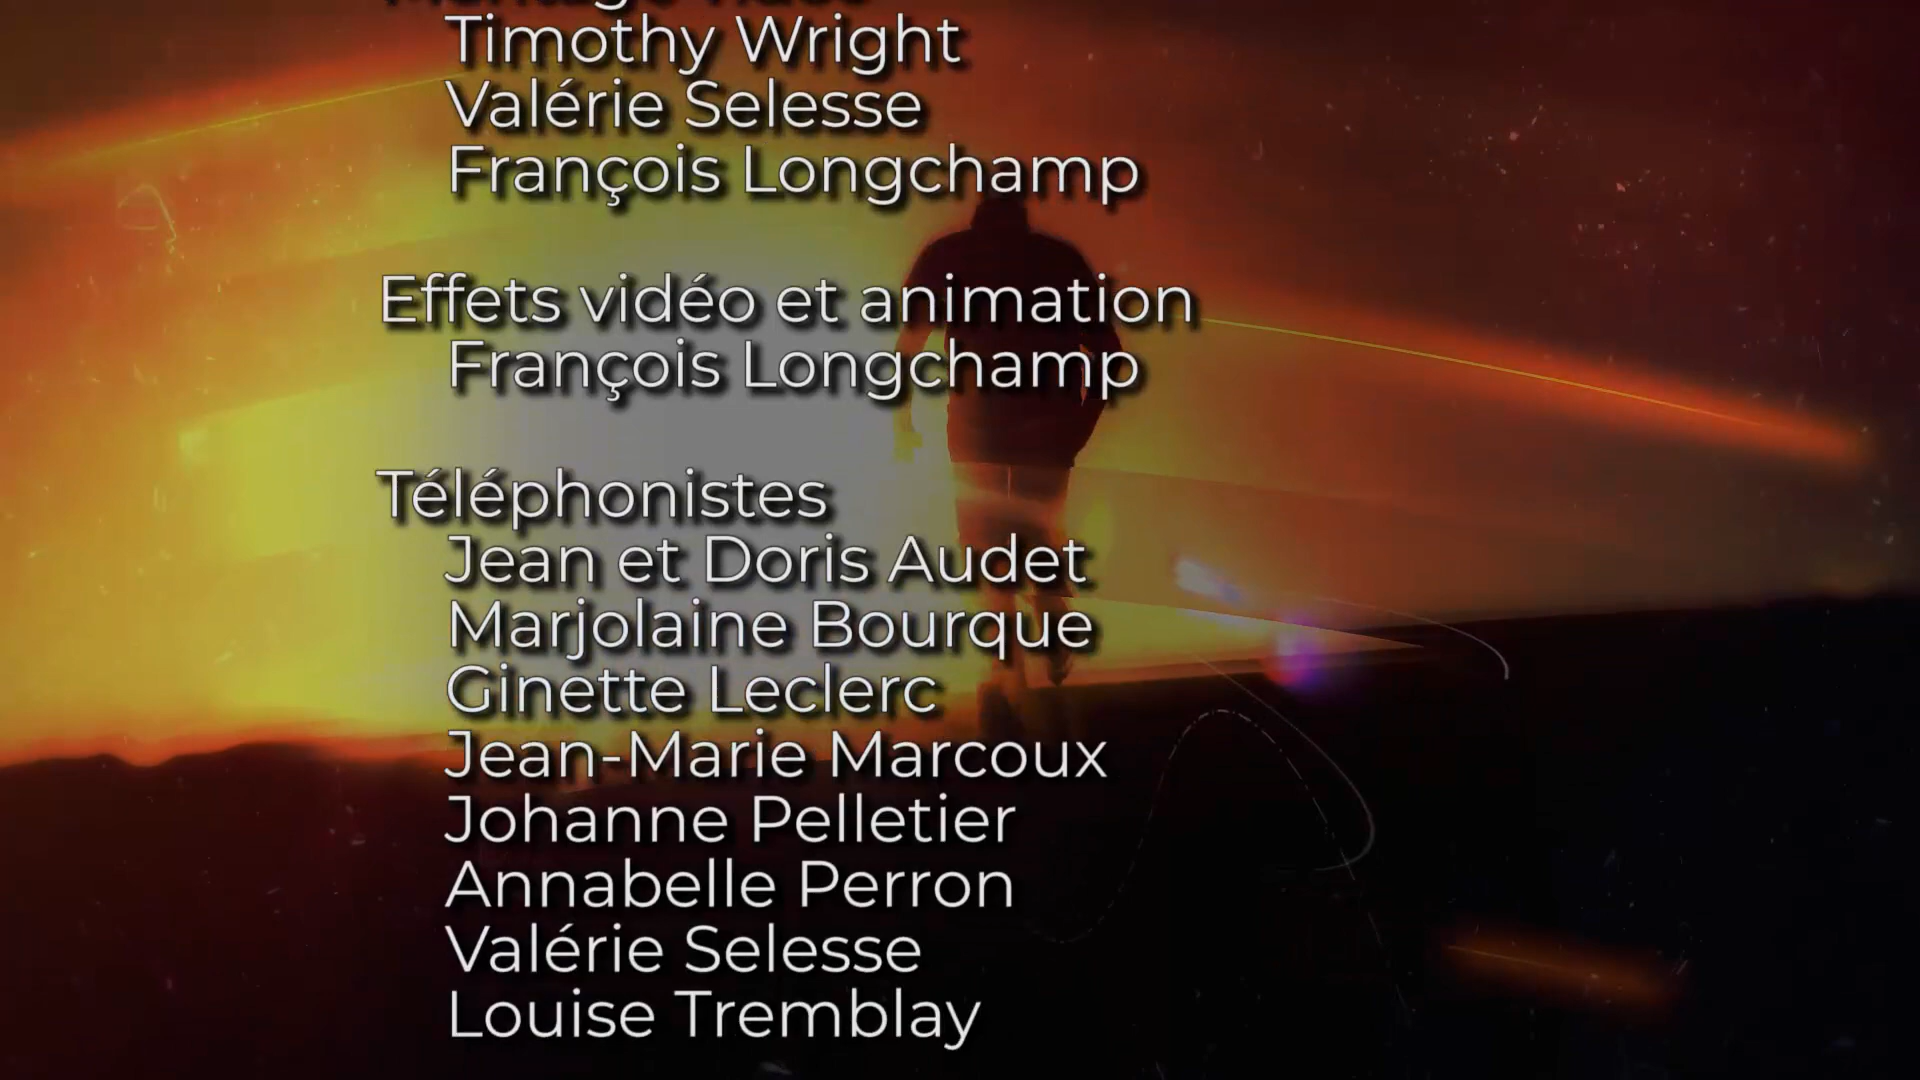 Timothy Wright
Valérie Selesse
François Longchamp
Effets vidéo et animation
François Longchamp
Téléphonistes
Jean et Doris Audet
Marjolaine Bourque
Ginette Leclerc
Jean-Marie Marcoux
Johanne Pelletier
Annabelle Perron
Valérie Selesse
Louise Tremblay